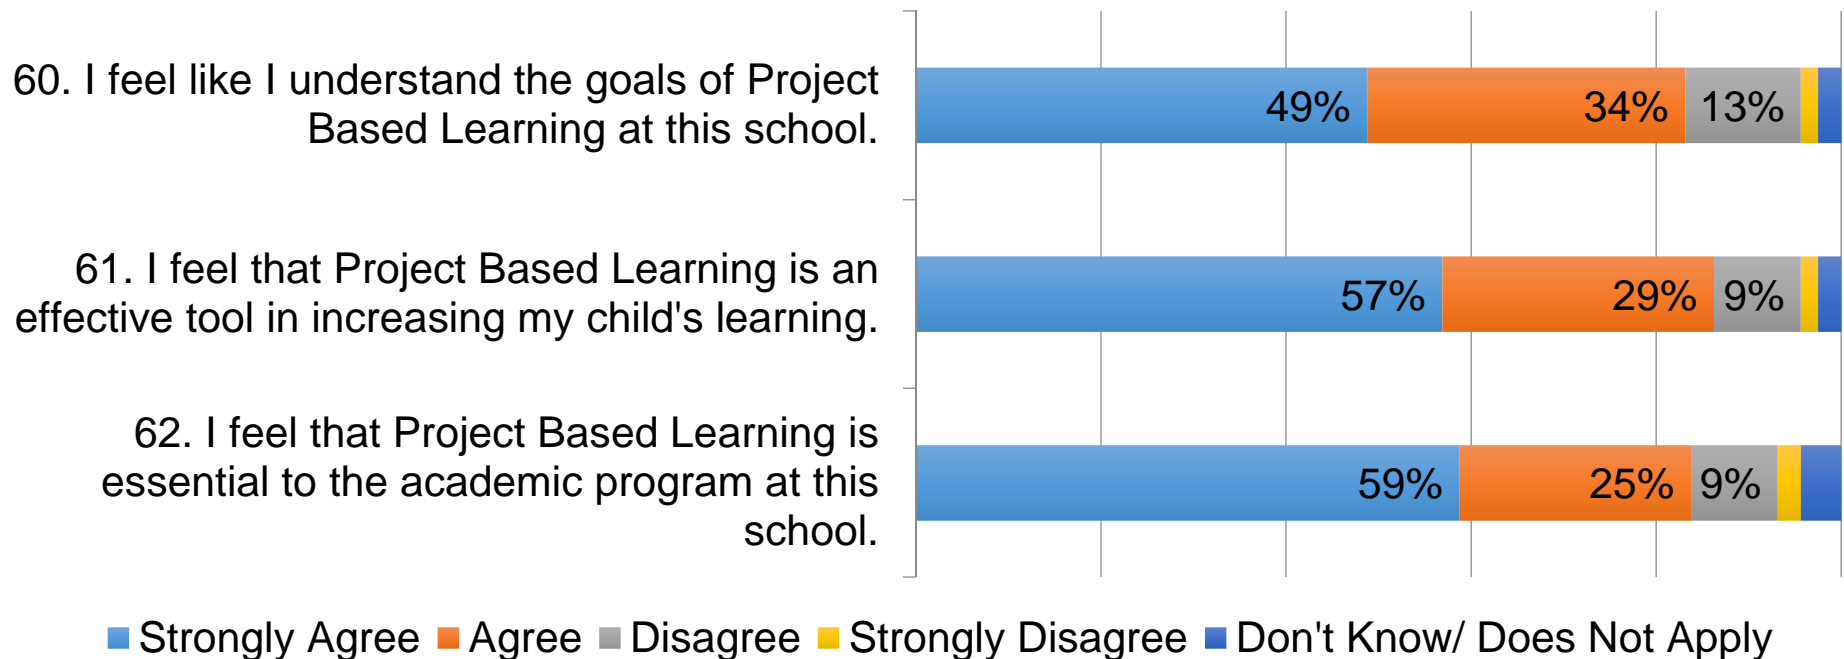 60. I feel like I understand the goals of Project
Based Learning at this school.
49% 34% 13%
61. I feel that Project Based Learning is an
effective tool in increasing my child's learning.
57% 29% 9%
62. I feel that Project Based Learning is
essential to the academic program at this
school.
59% 25% 9%
Strongly Agree Agree Disagree Strongly Disagree Don't Know/ Does Not Apply